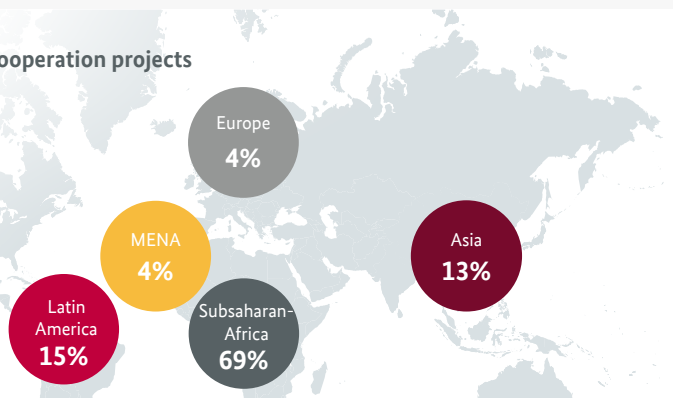 ooperation projects
Europe
4%
MENA
4%
Asia
13%
Latin
America
15%
Subsaharan-
Africa
69%